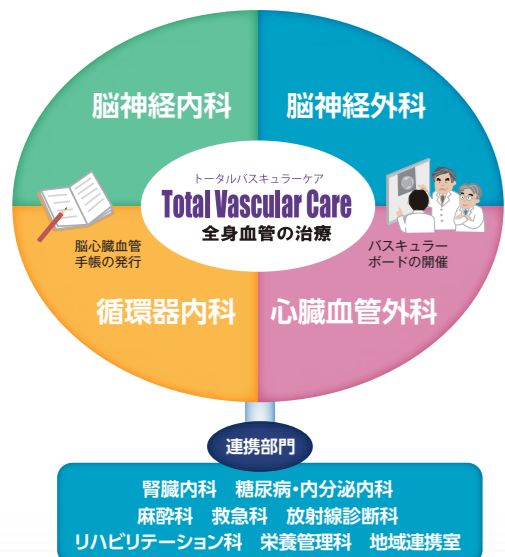 脳神経内科
脳神経外科
トータルバスキュラーケア
Total Vascular Care
全身血管の治療
脳心臓血管
手帳の発行
バスキュラー
ボードの開催
循環器内科
心臓血管外科
連携部門
腎臓内科 糖尿病・内分泌内科
麻酔科 救急科 放射線診断科
リハビリテーション科 栄養管理科 地域連携室